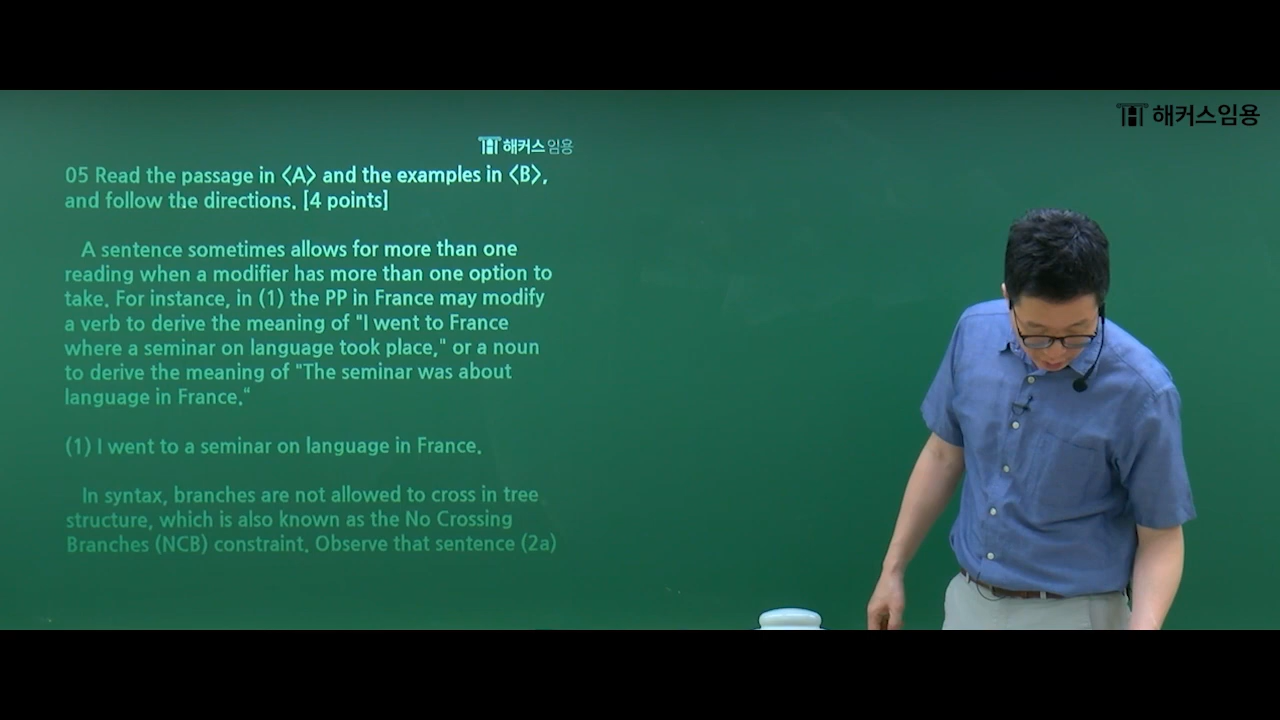 해커스임용
해커스임용
05 Read the passage in <A> and the examples in <B>,
and follow the directions. [4 points]
A sentence sometimes allows for more than one
reading when a modifier has more than one option to
take. For instance, in (1) the PP in France may modify
a verb to derive the meaning of "I went to France
where a seminar on language took place," or a noun
to derive the meaning of "The seminar was about
language in France."
(1) I went to a seminar on language in France.
In syntax, branches are not allowed to cross in tree
structure, which is also known as the No Crossing
Branches (NCB) constraint. Observe that sentence (2a)